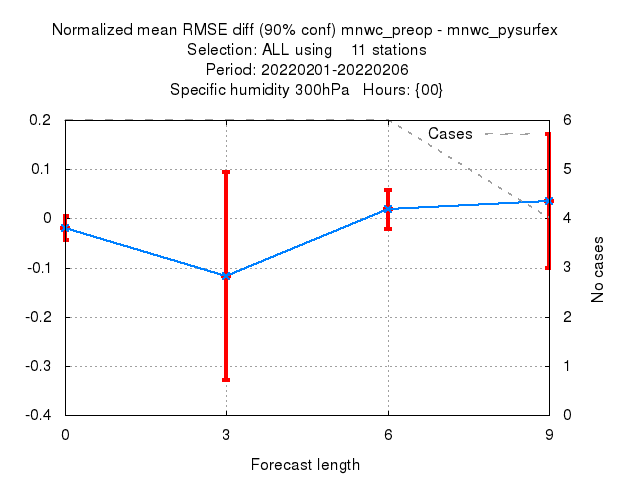 Normalized mean RMSE diff (90% conf) mnwc_preop - mnwc_pysurfex
Selection: ALL using    11 stations
Period: 20220201-20220206
Specific humidity 300hPa   Hours: {00}
0.2
0.1
0
-0.1
-0.2
-0.3
-0.4
Cases
6
5
4
3
2
1
0
No cases
0 3 6 9
Forecast length